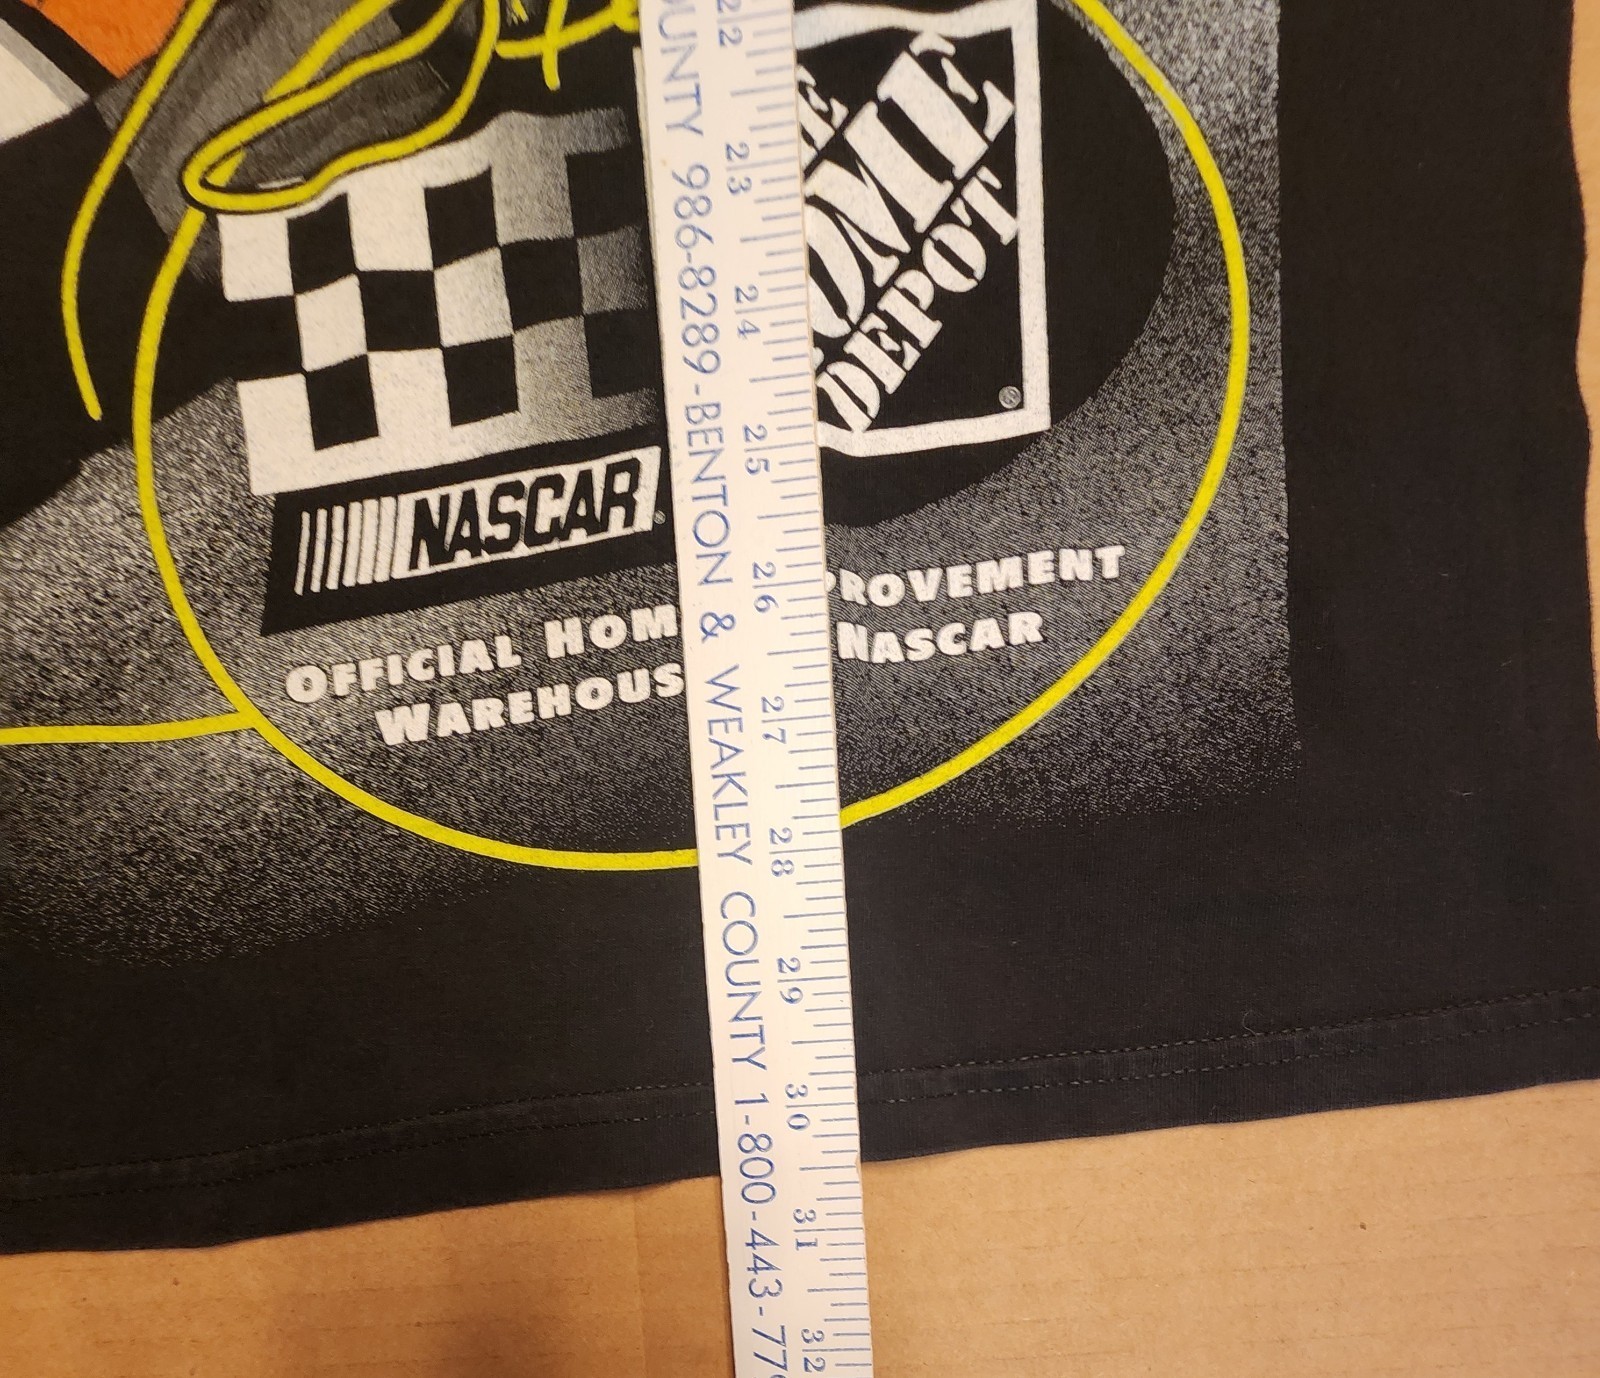 HOME
DEPOT
®
NASCAR
OFFICIAL HOM PROVEMENT
WAREHOUS NASCAR
OUNTY 986-8289-BENTON & WEAKLEY COUNTY 1-800-443-77
22
23
24
25
26
27
28
29
30
31
32